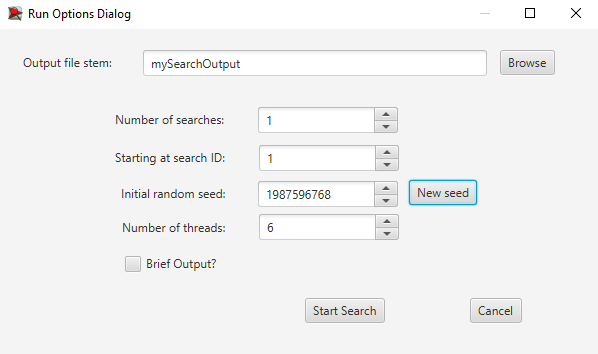 Run Options Dialog
Output file stem: mySearchOutput Browse
Number of searches: 1
Starting at search ID: 1
Initial random seed: 1987596768 New seed
Number of threads: 6
Brief Output?
Start Search Cancel